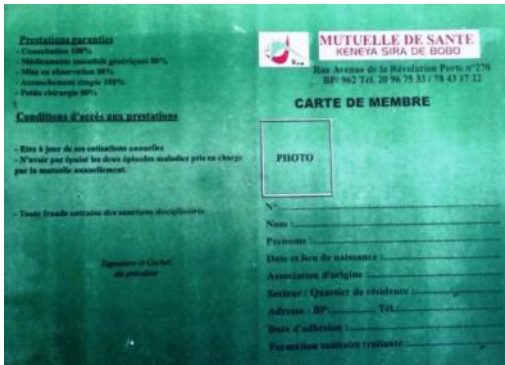 Prestations garanties
- Consultation 100%
- Médicaments essentiels génériques 80%
- Mise en observation 80%
- Accouchement simple 100%
- Petite chirurgie 80%
Conditions d'accès aux prestations
- Etre à jour de ses cotisations annuelles
- N'avoir pas épuisé les deux épisodes maladies pris en charge
par la mutuelle annuellement
- Toute fraude entraine des sanctions disciplinaires
Signature et Cachet
du président
MUTUELLE DE SANTE
KENEYA SIRA DE BOBO
Rue Avenue de la Révolution Porte n°270
BP/ 962 Tél. 20 96 75 33 / 78 43 17 22
CARTE DE MEMBRE
PHOTO
N°
Nom :
Prénoms :
Date et lieu de naissance :
Association d'origine :
Secteur / Quartier de résidence :
Adresse : BP: Tél.:
Date d'adhésion :
Formation sanitaire traitante :